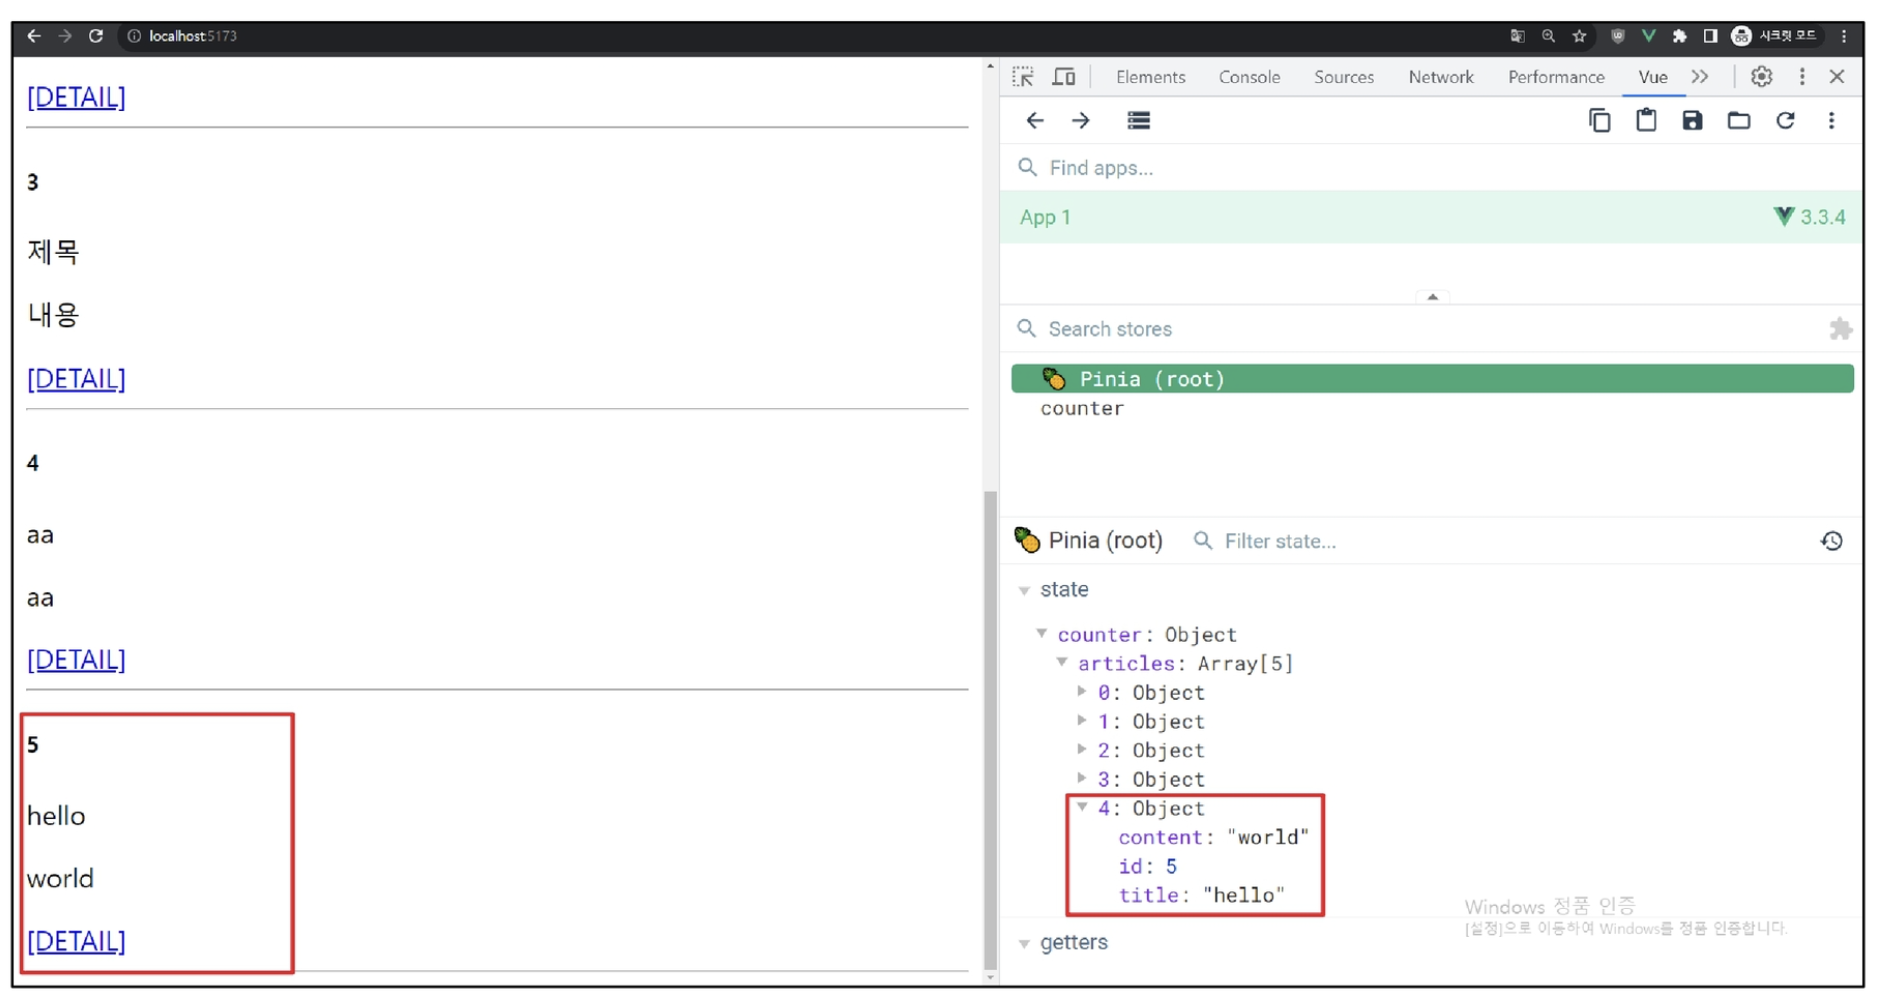 localhost:5173
시크릿 모드
[DETAIL]
3
제목
내용
[DETAIL]
4
aa
aa
[DETAIL]
5
hello
world
[DETAIL]
Elements Console Sources Network Performance Vue
Find apps...
App 1 3.3.4
Search stores
Pinia (root)
counter
Pinia (root) Filter state...
state
counter: Object
articles: Array[5]
0: Object
1: Object
2: Object
3: Object
4: Object
content: "world"
id: 5
title: "hello"
getters
Windows 정품 인증
[설정]으로 이동하여 Windows를 정품 인증합니다.